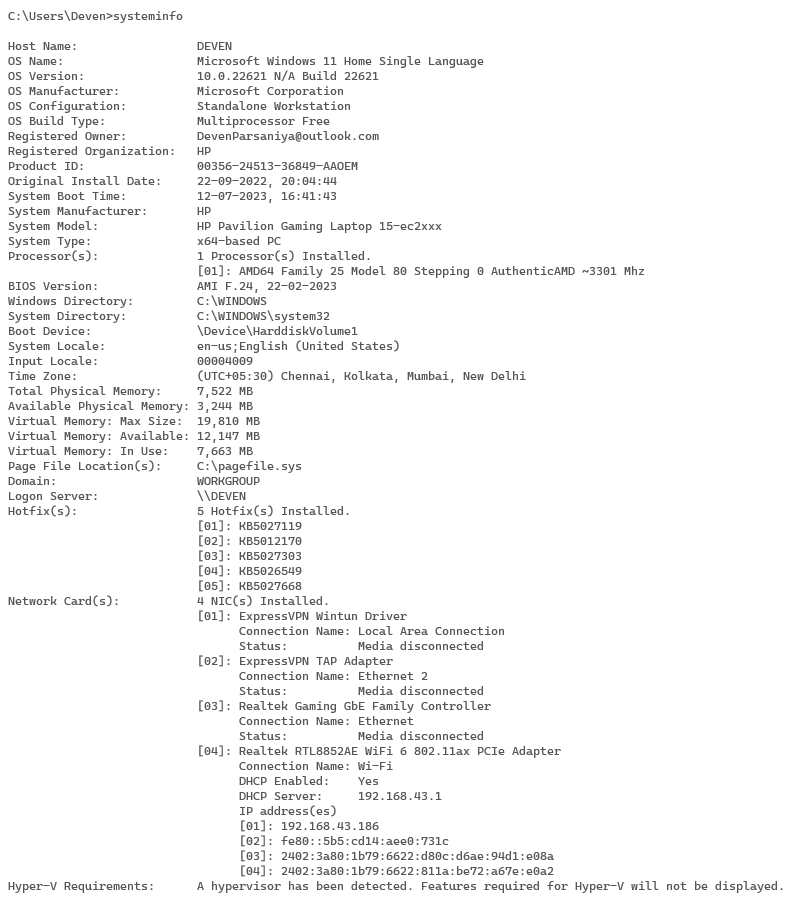 C:\Users\Deven>systeminfo

Host Name:                 DEVEN
OS Name:                   Microsoft Windows 11 Home Single Language
OS Version:                10.0.22621 N/A Build 22621
OS Manufacturer:           Microsoft Corporation
OS Configuration:          Standalone Workstation
OS Build Type:             Multiprocessor Free
Registered Owner:          DevenParsaniya@outlook.com
Registered Organization:   HP
Product ID:                00356-24513-36849-AAOEM
Original Install Date:     22-09-2022, 20:04:44
System Boot Time:          12-07-2023, 16:41:43
System Manufacturer:       HP
System Model:              HP Pavilion Gaming Laptop 15-ec2xxx
System Type:               x64-based PC
Processor(s):              1 Processor(s) Installed.
                           [01]: AMD64 Family 25 Model 80 Stepping 0 AuthenticAMD ~3301 Mhz
BIOS Version:              AMI F.24, 22-02-2023
Windows Directory:         C:\WINDOWS
System Directory:          C:\WINDOWS\system32
Boot Device:               \Device\HarddiskVolume1
System Locale:             en-us;English (United States)
Input Locale:              00004009
Time Zone:                 (UTC+05:30) Chennai, Kolkata, Mumbai, New Delhi
Total Physical Memory:     7,522 MB
Available Physical Memory: 3,244 MB
Virtual Memory: Max Size:  19,810 MB
Virtual Memory: Available: 12,147 MB
Virtual Memory: In Use:    7,663 MB
Page File Location(s):     C:\pagefile.sys
Domain:                    WORKGROUP
Logon Server:              \\DEVEN
Hotfix(s):                 5 Hotfix(s) Installed.
                           [01]: KB5027119
                           [02]: KB5012170
                           [03]: KB5027303
                           [04]: KB5026549
                           [05]: KB5027668
Network Card(s):           4 NIC(s) Installed.
                           [01]: ExpressVPN Wintun Driver
                                 Connection Name: Local Area Connection
                                 Status:          Media disconnected
                           [02]: ExpressVPN TAP Adapter
                                 Connection Name: Ethernet 2
                                 Status:          Media disconnected
                           [03]: Realtek Gaming GbE Family Controller
                                 Connection Name: Ethernet
                                 Status:          Media disconnected
                           [04]: Realtek RTL8852AE WiFi 6 802.11ax PCIe Adapter
                                 Connection Name: Wi-Fi
                                 DHCP Enabled:    Yes
                                 DHCP Server:     192.168.43.1
                                 IP address(es)
                                 [01]: 192.168.43.186
                                 [02]: fe80::5b5:cd14:aee0:731c
                                 [03]: 2402:3a80:1b79:6622:d80c:d6ae:94d1:e08a
                                 [04]: 2402:3a80:1b79:6622:811a:be72:a67e:e0a2
Hyper-V Requirements:      A hypervisor has been detected. Features required for Hyper-V will not be displayed.